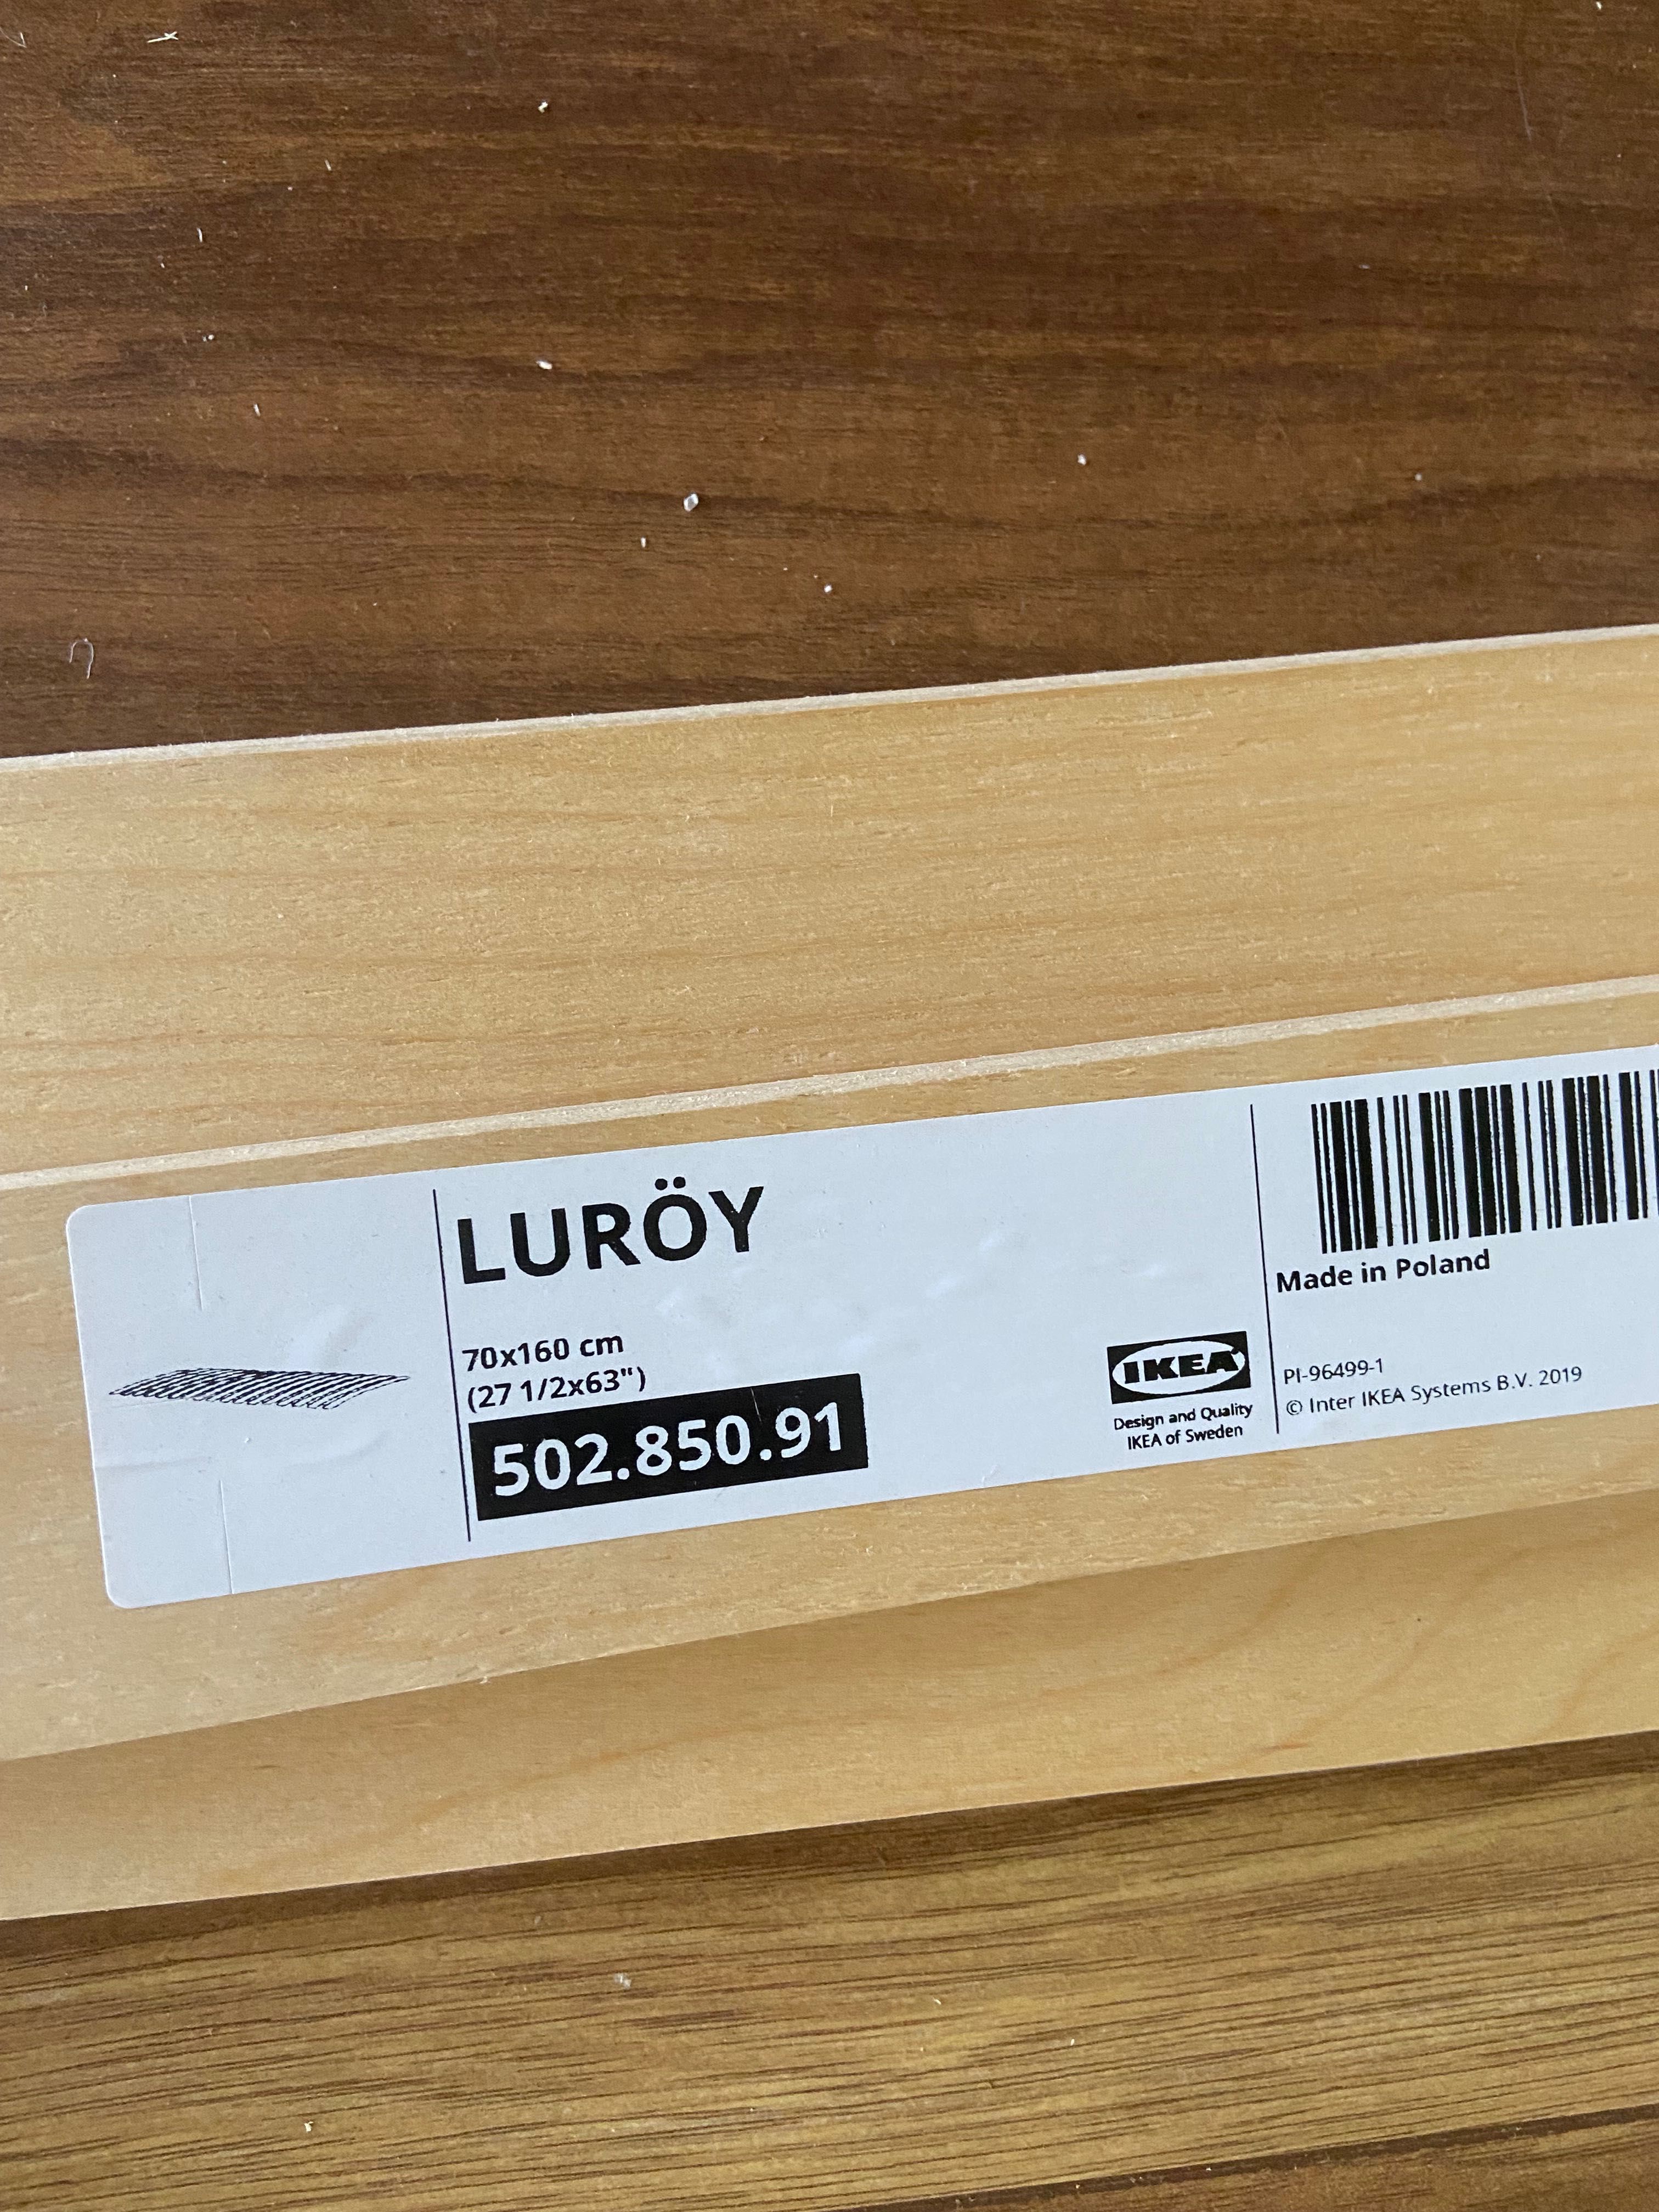 LURÖY
70x160 cm
(27 1/2x63")
502.850.91
IKEA
Design and Quality
IKEA of Sweden
Made in Poland
PI-96499-1
© Inter IKEA Systems B.V. 2019